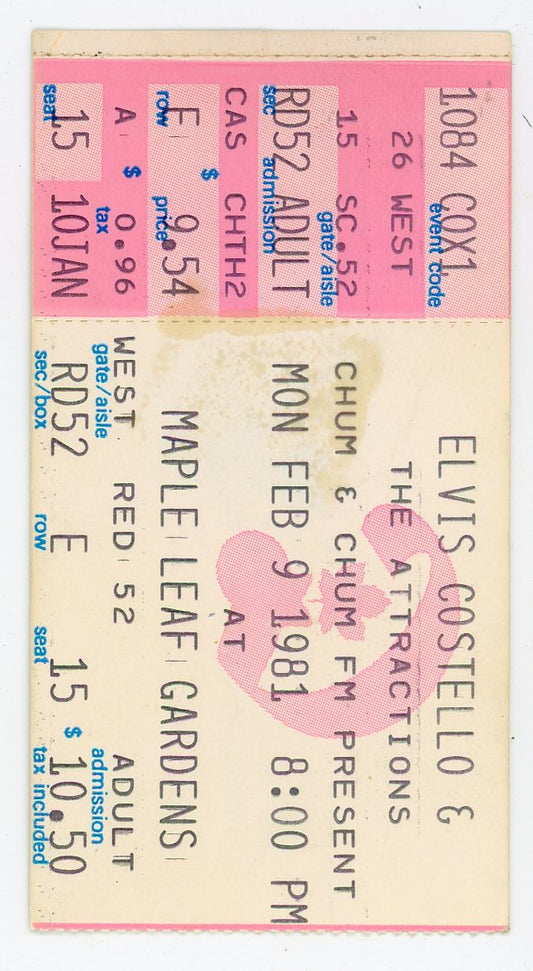 1084 COX1
event code
26 WEST
15 SC.52
gate/aisle
RD52 ADULT
sec admission
CAS CHTH2
$
E 9.54
row price
A $ 0.96
tax
15 10JAN
seat
ELVIS COSTELLO &
THE ATTRACTIONS
CHUM & CHUM FM PRESENT
MON FEB 9 1981 8:00 PM
AT
MAPLE LEAF GARDENS
WEST RED 52 ADULT
gate/aisle admission
RD52 E 15 $ 10.50
sec/box row seat tax included